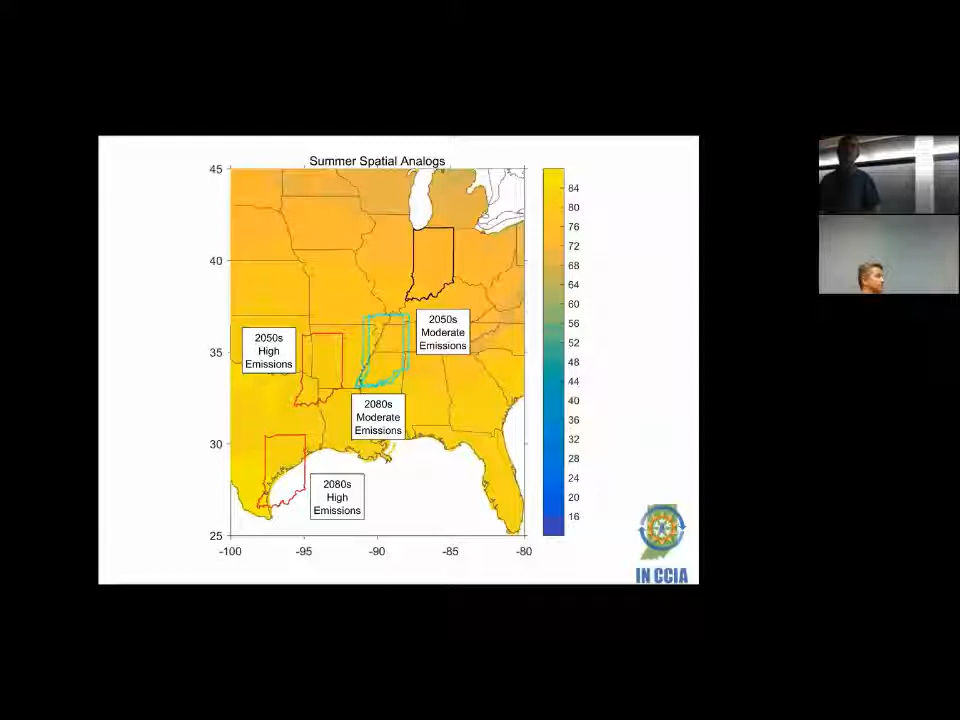 Summer Spatial Analogs
45
40
35
30
25
-100
-95
-90
-85
-80
2050s
High
Emissions
2050s
Moderate
Emissions
2080s
Moderate
Emissions
2080s
High
Emissions
84
80
76
72
68
64
60
56
52
48
44
40
36
32
28
24
20
16
IN CCIA